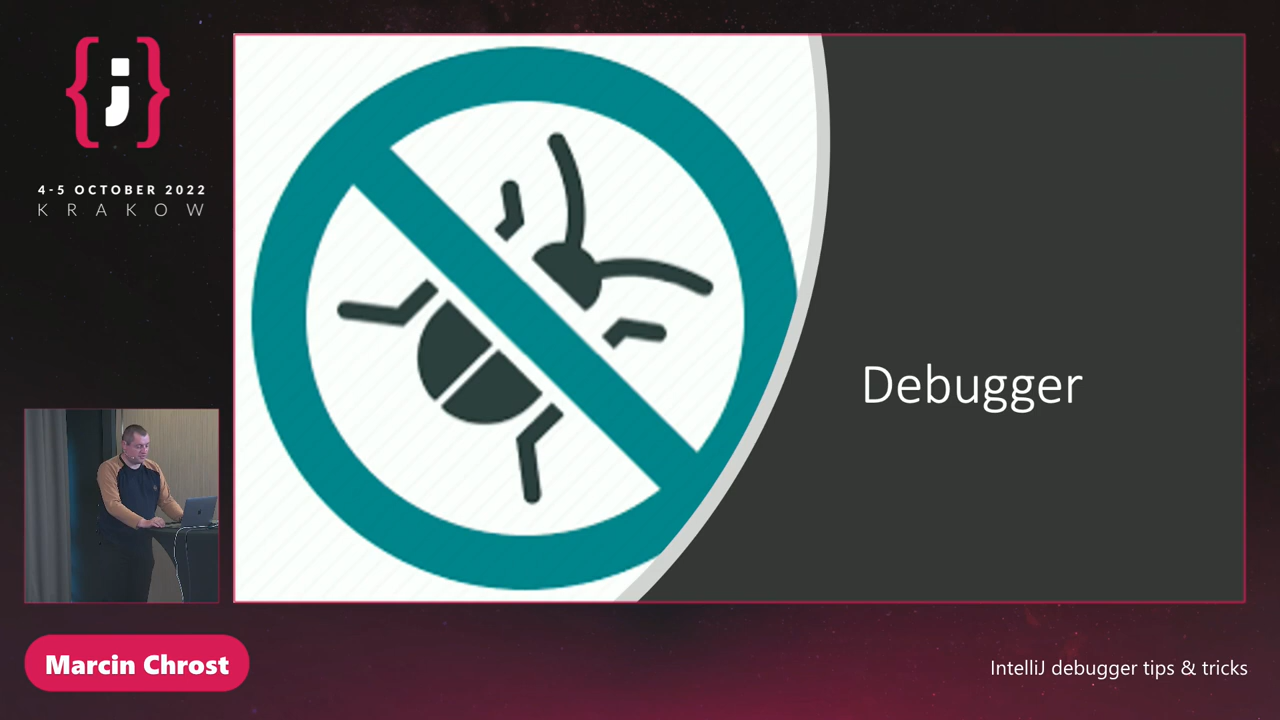 {j}
4-5 OCTOBER 2022
KRAKOW
Debugger
Marcin Chrost
IntelliJ debugger tips & tricks